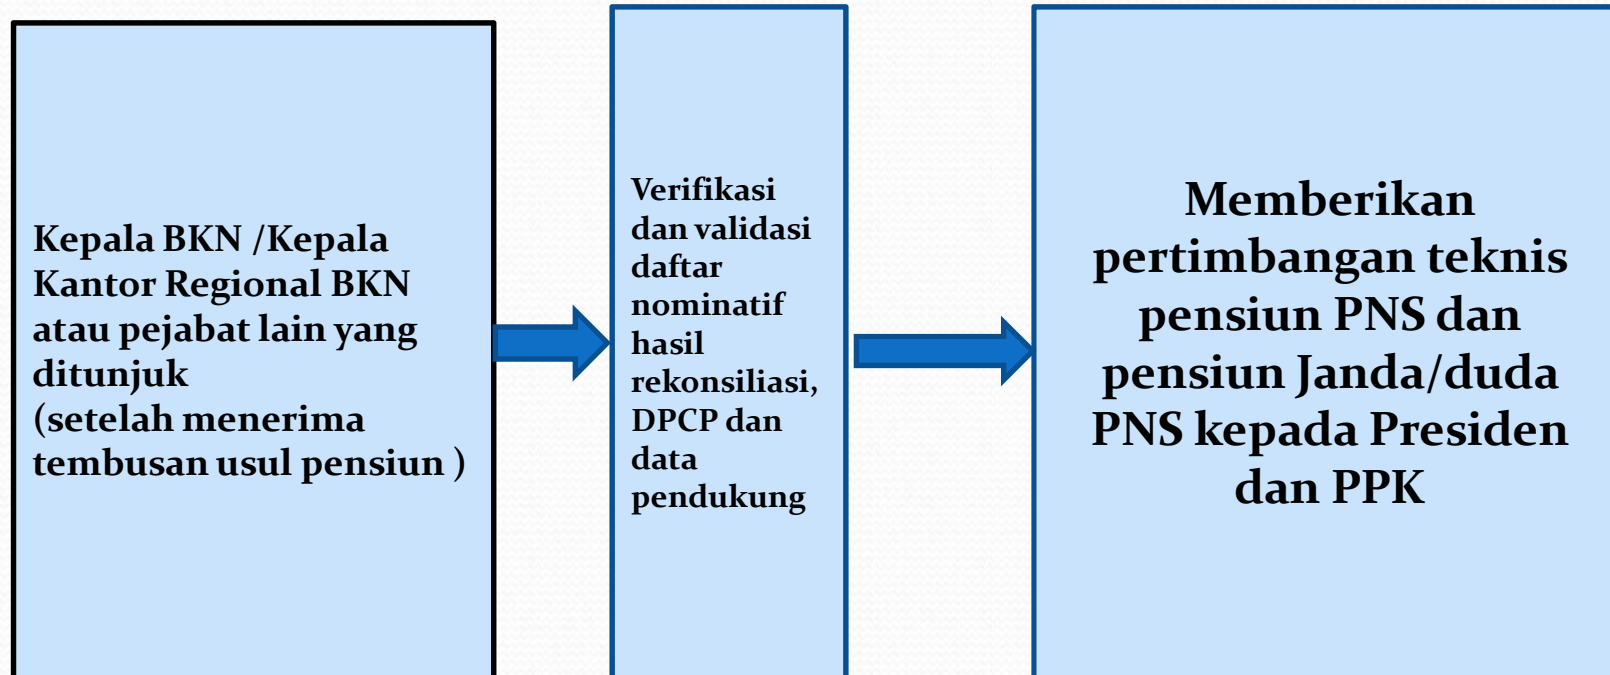 Kepala BKN /Kepala
Kantor Regional BKN
atau pejabat lain yang
ditunjuk
(setelah menerima
tembusan usul pensiun )
Verifikasi
dan validasi
daftar
nominatif
hasil
rekonsiliasi,
DPCP dan
data
pendukung
Memberikan
pertimbangan teknis
pensiun PNS dan
pensiun Janda/duda
PNS kepada Presiden
dan PPK